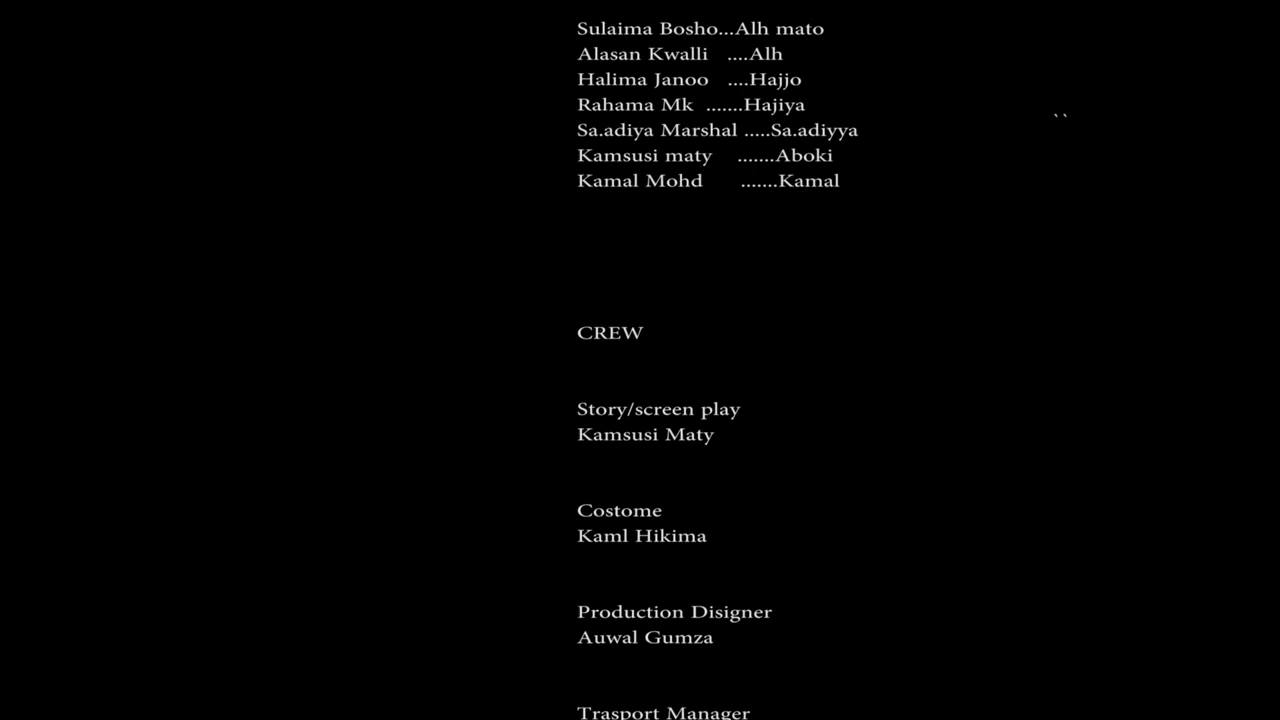 Sulaima Bosho...Alh mato
Alasan Kwalli ....Alh
Halima Janoo ....Hajjo
Rahama Mk .......Hajiya
``
Sa.adiya Marshal .....Sa.adiyya
Kamsusi maty .......Aboki
Kamal Mohd .......Kamal
CREW
Story/screen play
Kamsusi Maty
Costome
Kaml Hikima
Production Disigner
Auwal Gumza
Trasport Manager